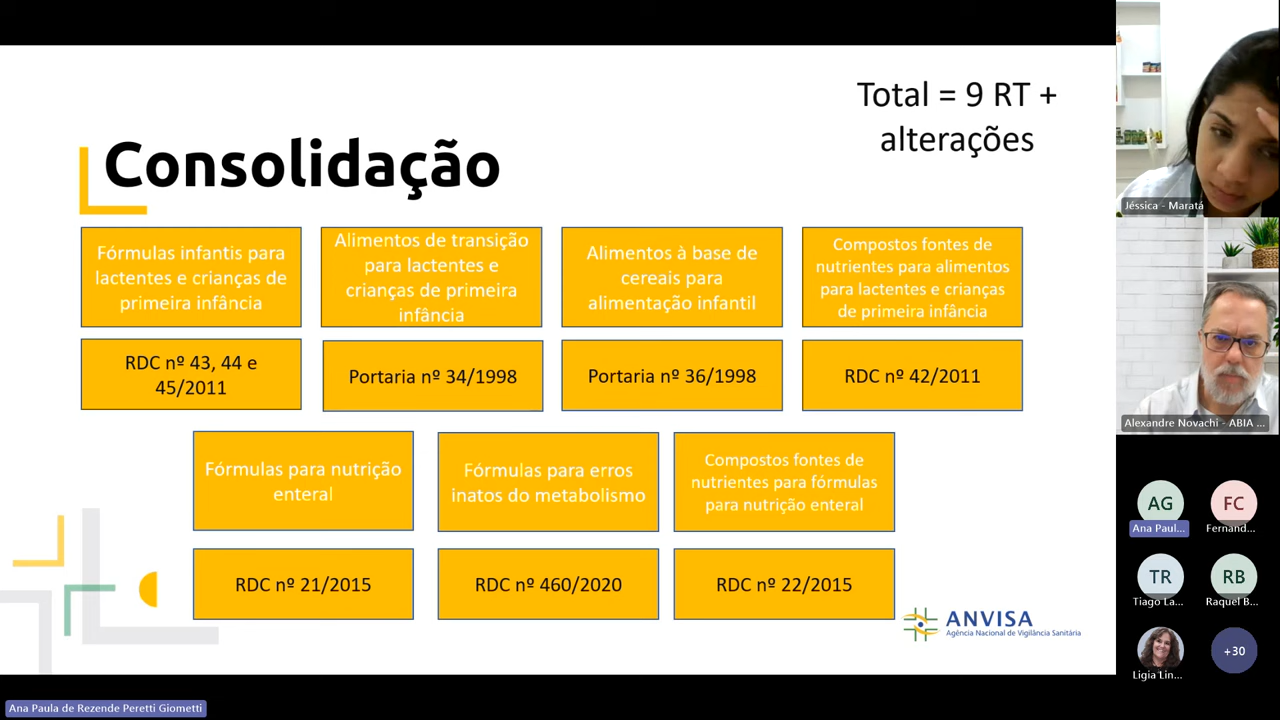 Total = 9 RT +
alterações
Consolidação
Fórmulas infantis para
lactentes e crianças de
primeira infância
Alimentos de transição
para lactentes e
crianças de primeira
infância
Alimentos à base de
cereais para
alimentação infantil
Compostos fontes de
nutrientes para alimentos
para lactentes e crianças
de primeira infância
RDC nº 43, 44 e
45/2011
Portaria nº 34/1998
Portaria nº 36/1998
RDC nº 42/2011
Fórmulas para nutrição
enteral
Fórmulas para erros
inatos do metabolismo
Compostos fontes de
nutrientes para fórmulas
para nutrição enteral
RDC nº 21/2015
RDC nº 460/2020
RDC nº 22/2015
ANVISA
Agência Nacional de Vigilância Sanitária
Jéssica - Maratá
Alexandre Novachi - ABIA ...
AG
Ana Paul...
FC
Fernand...
TR
Tiago La...
RB
Raquel B...
Ligia Lin...
+30
Ana Paula de Rezende Peretti Giometti